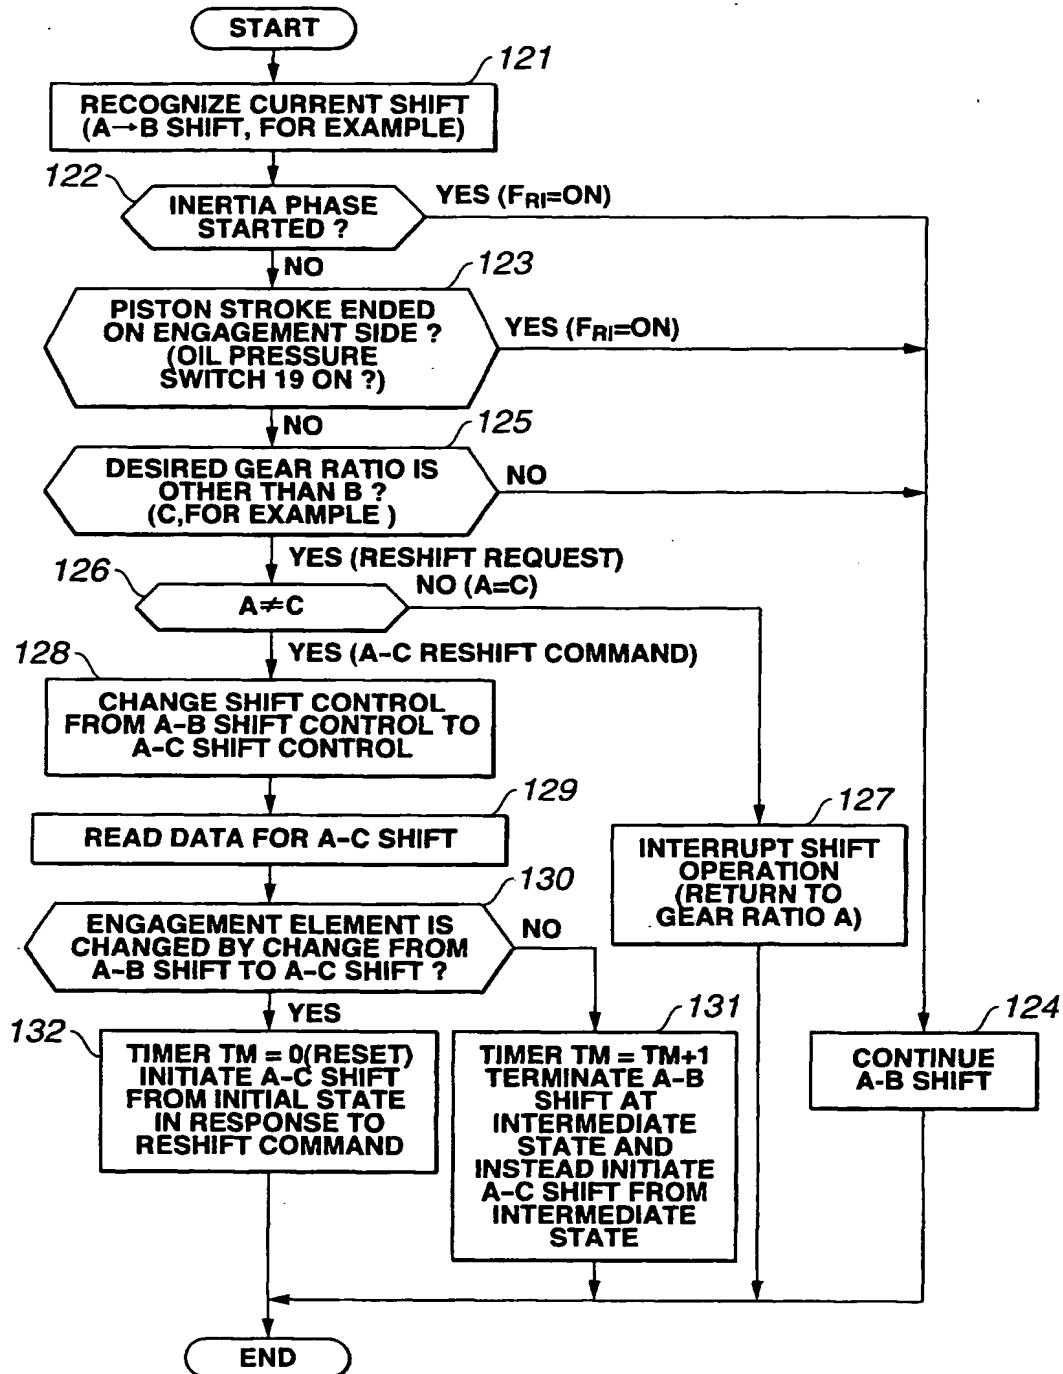 START
121
RECOGNIZE CURRENT SHIFT
(A→B SHIFT, FOR EXAMPLE)
122
INERTIA PHASE
STARTED ?
YES (FRI=ON)
NO
123
PISTON STROKE ENDED
ON ENGAGEMENT SIDE ?
(OIL PRESSURE
SWITCH 19 ON ?)
YES (FRI=ON)
NO
125
DESIRED GEAR RATIO IS
OTHER THAN B ?
(C,FOR EXAMPLE )
NO
YES (RESHIFT REQUEST)
126
A≠C
NO (A=C)
YES (A-C RESHIFT COMMAND)
128
CHANGE SHIFT CONTROL
FROM A-B SHIFT CONTROL TO
A-C SHIFT CONTROL
129
READ DATA FOR A-C SHIFT
127
INTERRUPT SHIFT
OPERATION
(RETURN TO
GEAR RATIO A)
130
ENGAGEMENT ELEMENT IS
CHANGED BY CHANGE FROM
A-B SHIFT TO A-C SHIFT ?
NO
YES
132
TIMER TM = 0(RESET)
INITIATE A-C SHIFT
FROM INITIAL STATE
IN RESPONSE TO
RESHIFT COMMAND
131
TIMER TM = TM+1
TERMINATE A-B
SHIFT AT
INTERMEDIATE
STATE AND
INSTEAD INITIATE
A-C SHIFT FROM
INTERMEDIATE
STATE
124
CONTINUE
A-B SHIFT
END